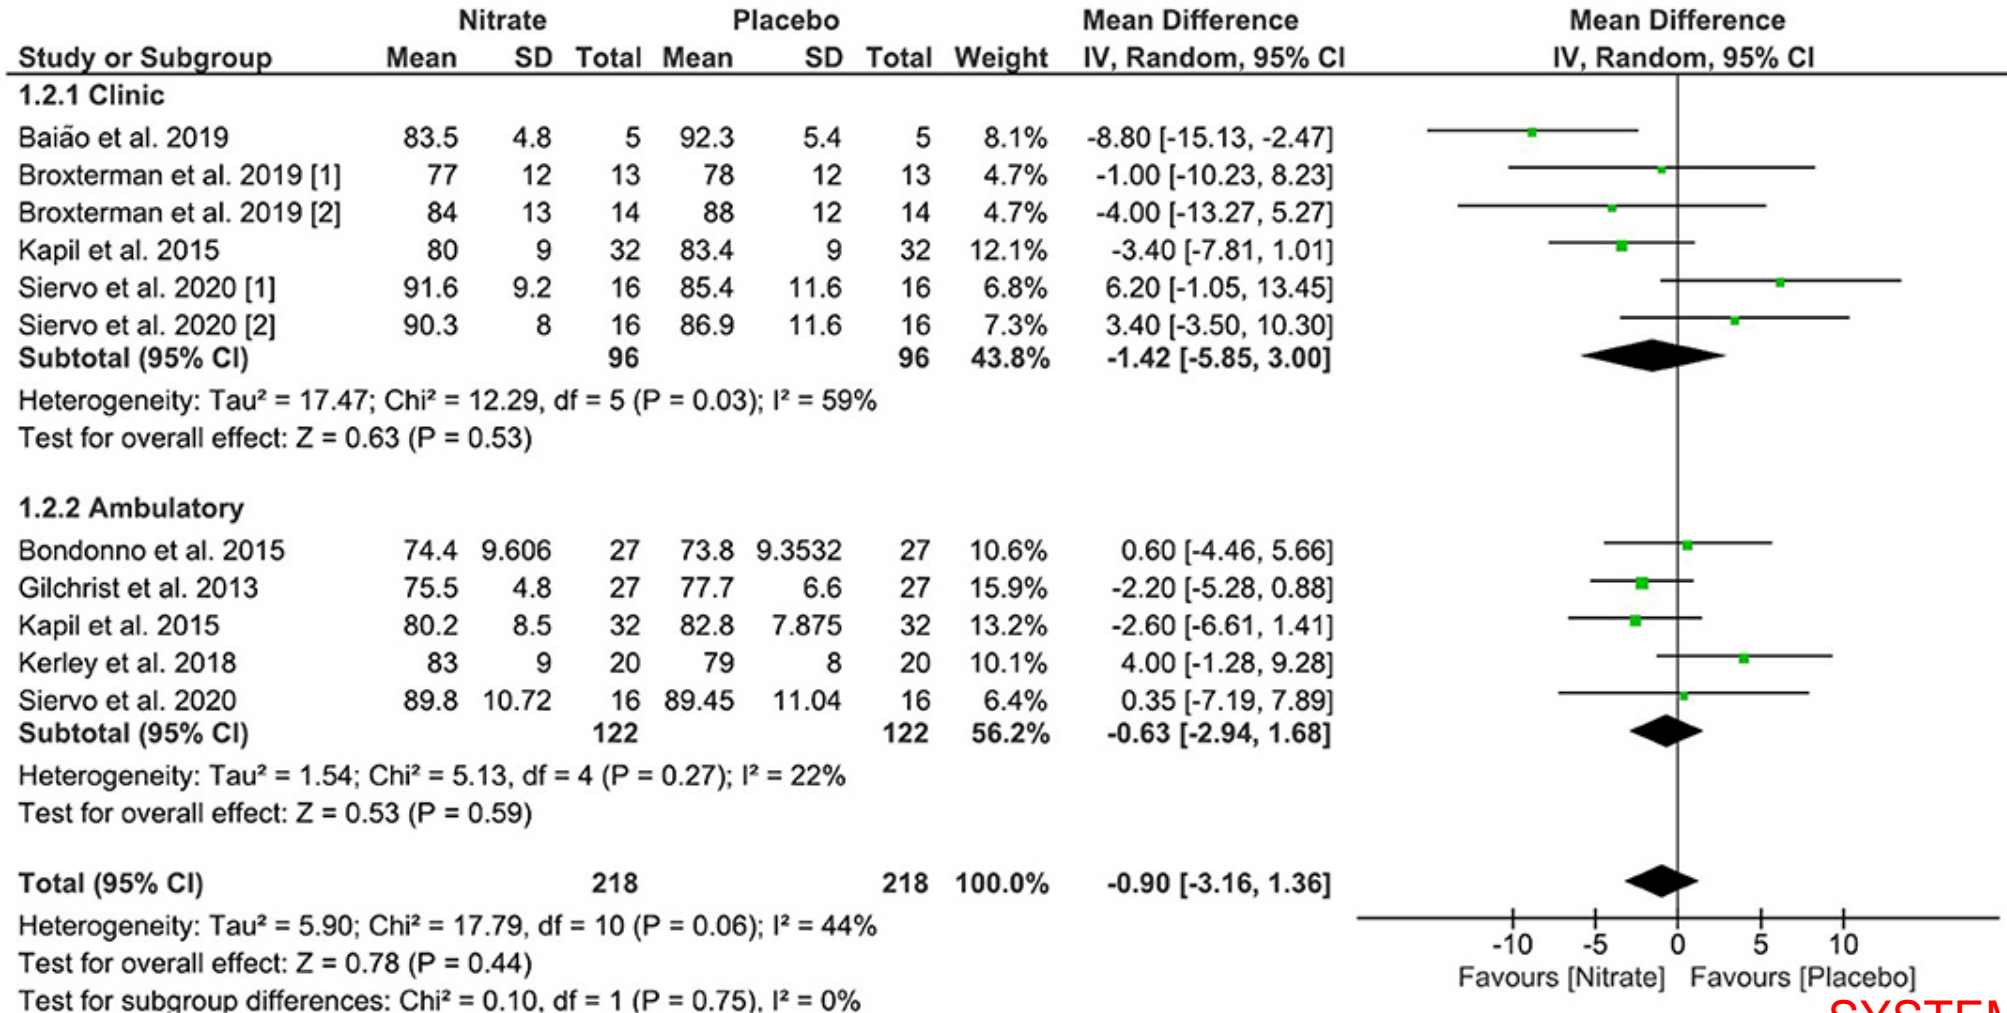 Nitrate Placebo Mean Difference Mean Difference
Study or Subgroup Mean SD Total Mean SD Total Weight IV, Random, 95% CI IV, Random, 95% CI
1.2.1 Clinic
Baião et al. 2019 83.5 4.8 5 92.3 5.4 5 8.1% -8.80 [-15.13, -2.47]
Broxterman et al. 2019 [1] 77 12 13 78 12 13 4.7% -1.00 [-10.23, 8.23]
Broxterman et al. 2019 [2] 84 13 14 88 12 14 4.7% -4.00 [-13.27, 5.27]
Kapil et al. 2015 80 9 32 83.4 9 32 12.1% -3.40 [-7.81, 1.01]
Siervo et al. 2020 [1] 91.6 9.2 16 85.4 11.6 16 6.8% 6.20 [-1.05, 13.45]
Siervo et al. 2020 [2] 90.3 8 16 86.9 11.6 16 7.3% 3.40 [-3.50, 10.30]
Subtotal (95% CI) 96 96 43.8% -1.42 [-5.85, 3.00]
Heterogeneity: Tau² = 17.47; Chi² = 12.29, df = 5 (P = 0.03); I² = 59%
Test for overall effect: Z = 0.63 (P = 0.53)
1.2.2 Ambulatory
Bondonno et al. 2015 74.4 9.606 27 73.8 9.3532 27 10.6% 0.60 [-4.46, 5.66]
Gilchrist et al. 2013 75.5 4.8 27 77.7 6.6 27 15.9% -2.20 [-5.28, 0.88]
Kapil et al. 2015 80.2 8.5 32 82.8 7.875 32 13.2% -2.60 [-6.61, 1.41]
Kerley et al. 2018 83 9 20 79 8 20 10.1% 4.00 [-1.28, 9.28]
Siervo et al. 2020 89.8 10.72 16 89.45 11.04 16 6.4% 0.35 [-7.19, 7.89]
Subtotal (95% CI) 122 122 56.2% -0.63 [-2.94, 1.68]
Heterogeneity: Tau² = 1.54; Chi² = 5.13, df = 4 (P = 0.27); I² = 22%
Test for overall effect: Z = 0.53 (P = 0.59)
Total (95% CI) 218 218 100.0% -0.90 [-3.16, 1.36]
Heterogeneity: Tau² = 5.90; Chi² = 17.79, df = 10 (P = 0.06); I² = 44%
Test for overall effect: Z = 0.78 (P = 0.44)
Test for subgroup differences: Chi² = 0.10, df = 1 (P = 0.75), I² = 0%
-10 -5 0 5 10
Favours [Nitrate] Favours [Placebo]